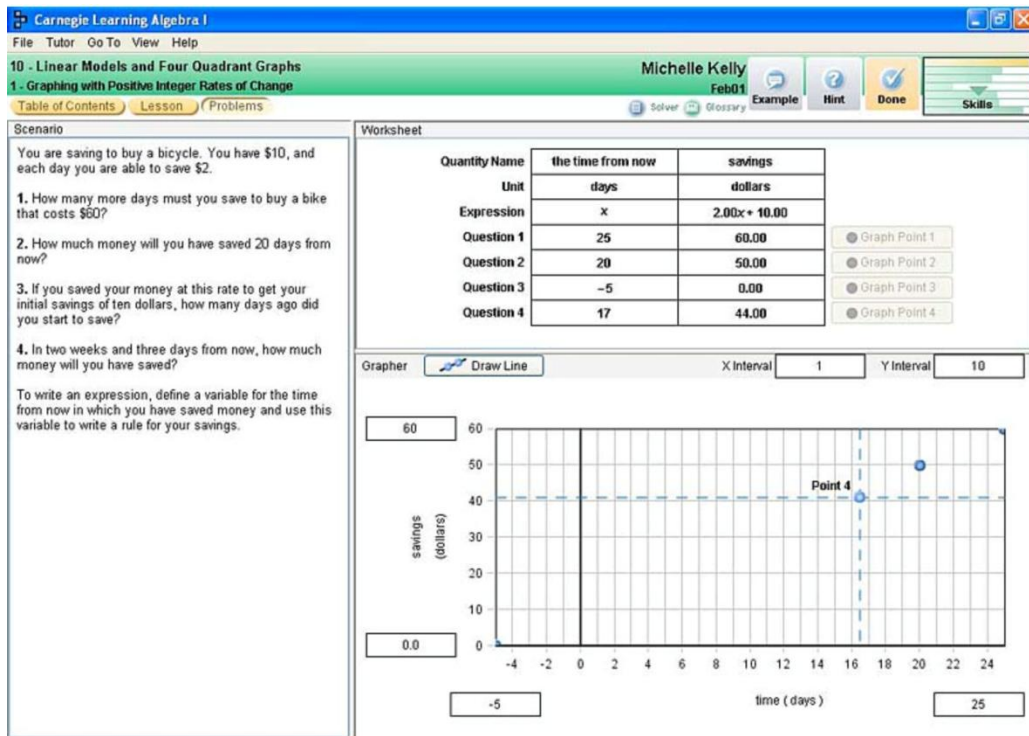 Carnegie Learning Algebra I
File Tutor Go To View Help
10 - Linear Models and Four Quadrant Graphs
1 - Graphing with Positive Integer Rates of Change
Michelle Kelly
Feb01
Table of Contents Lesson Problems
Solver Glossary
Example Hint Done Skills
Scenario
You are saving to buy a bicycle. You have $10, and
each day you are able to save $2.
1. How many more days must you save to buy a bike
that costs $60?
2. How much money will you have saved 20 days from
now?
3. If you saved your money at this rate to get your
initial savings of ten dollars, how many days ago did
you start to save?
4. In two weeks and three days from now, how much
money will you have saved?
To write an expression, define a variable for the time
from now in which you have saved money and use this
variable to write a rule for your savings.
Worksheet
Quantity Name the time from now savings
Unit days dollars
Expression x 2.00x + 10.00
Question 1 25 60.00 Graph Point 1
Question 2 20 50.00 Graph Point 2
Question 3 -5 0.00 Graph Point 3
Question 4 17 44.00 Graph Point 4
Grapher Draw Line X Interval 1 Y Interval 10
60 60
50
Point 4
40
savings
(dollars)
30
20
10
0.0 0
-4 -2 0 2 4 6 8 10 12 14 16 18 20 22 24
-5 time ( days ) 25